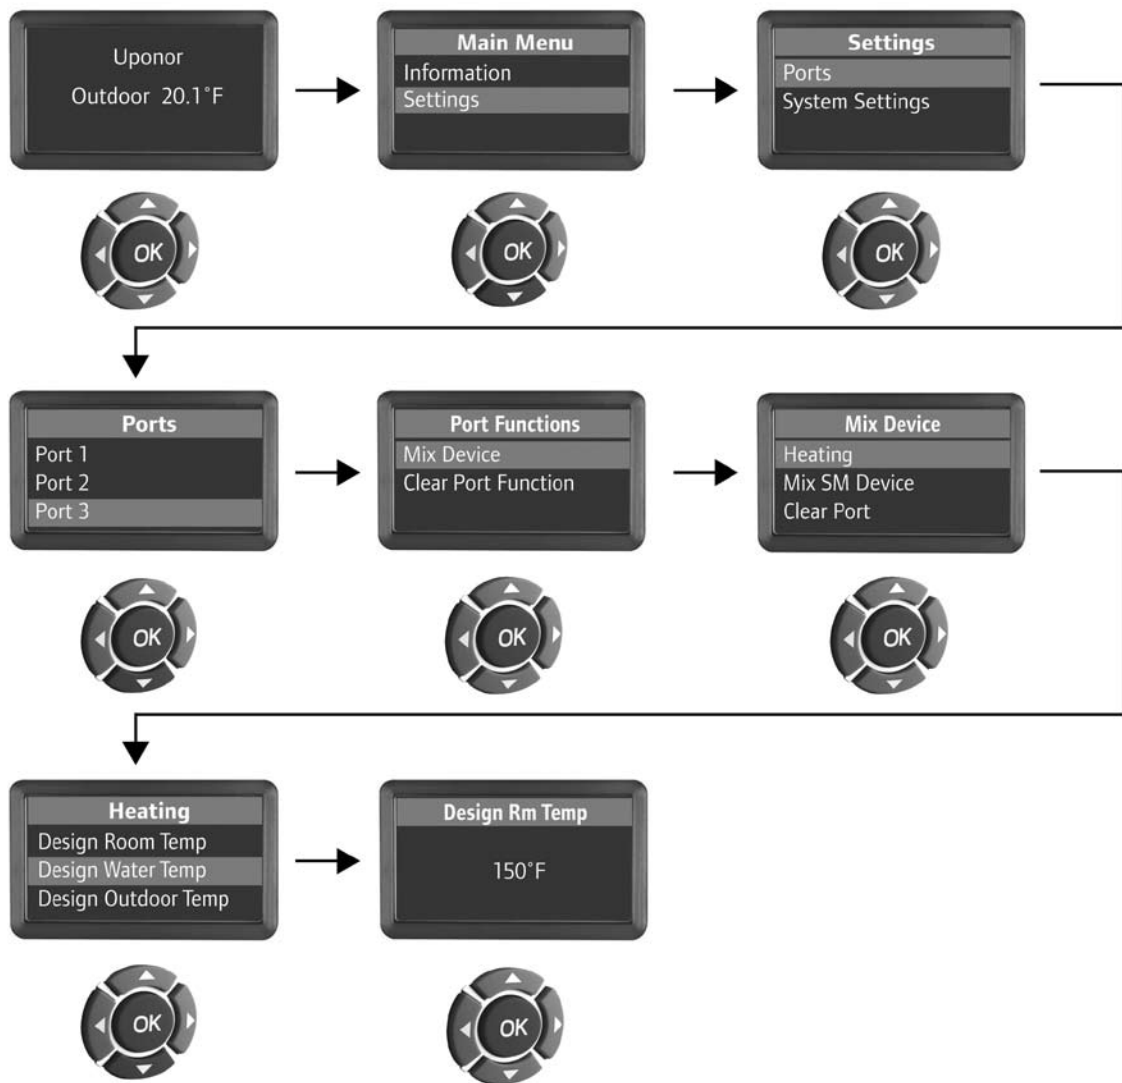 Uponor
Outdoor 20.1°F
OK
Main Menu
Information
Settings
OK
Settings
Ports
System Settings
OK
Ports
Port 1
Port 2
Port 3
OK
Port Functions
Mix Device
Clear Port Function
OK
Mix Device
Heating
Mix SM Device
Clear Port
OK
Heating
Design Room Temp
Design Water Temp
Design Outdoor Temp
OK
Design Rm Temp
150°F
OK